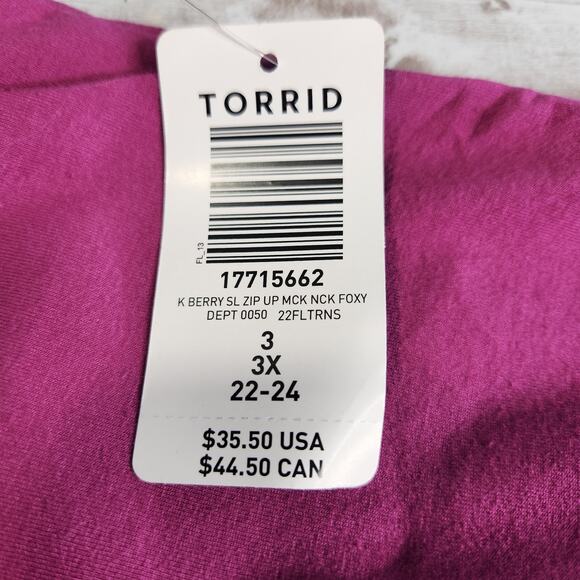 TORRID
FL_13
17715662
K BERRY SL ZIP UP MCK NCK FOXY
DEPT 0050 22FLTRNS
3
3X
22-24
$35.50 USA
$44.50 CAN